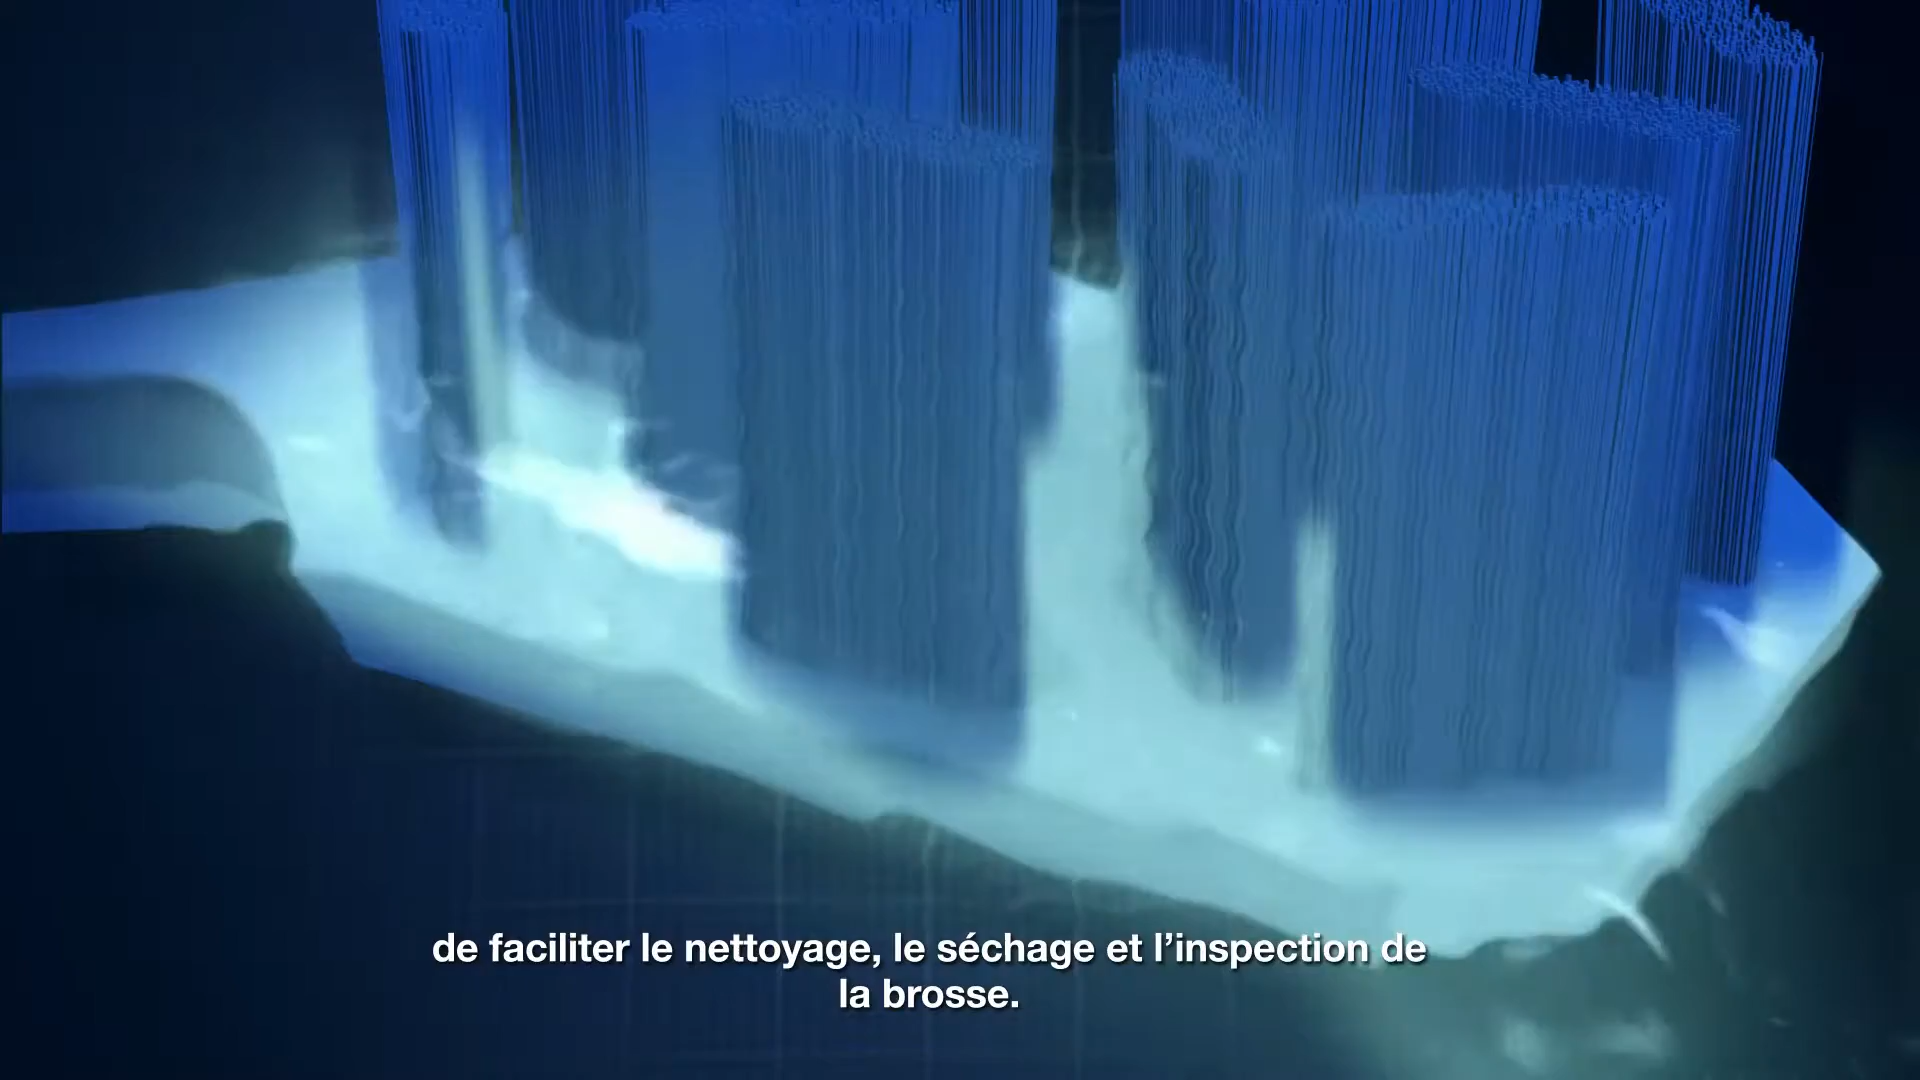 de faciliter le nettoyage, le séchage et l’inspection de
la brosse.